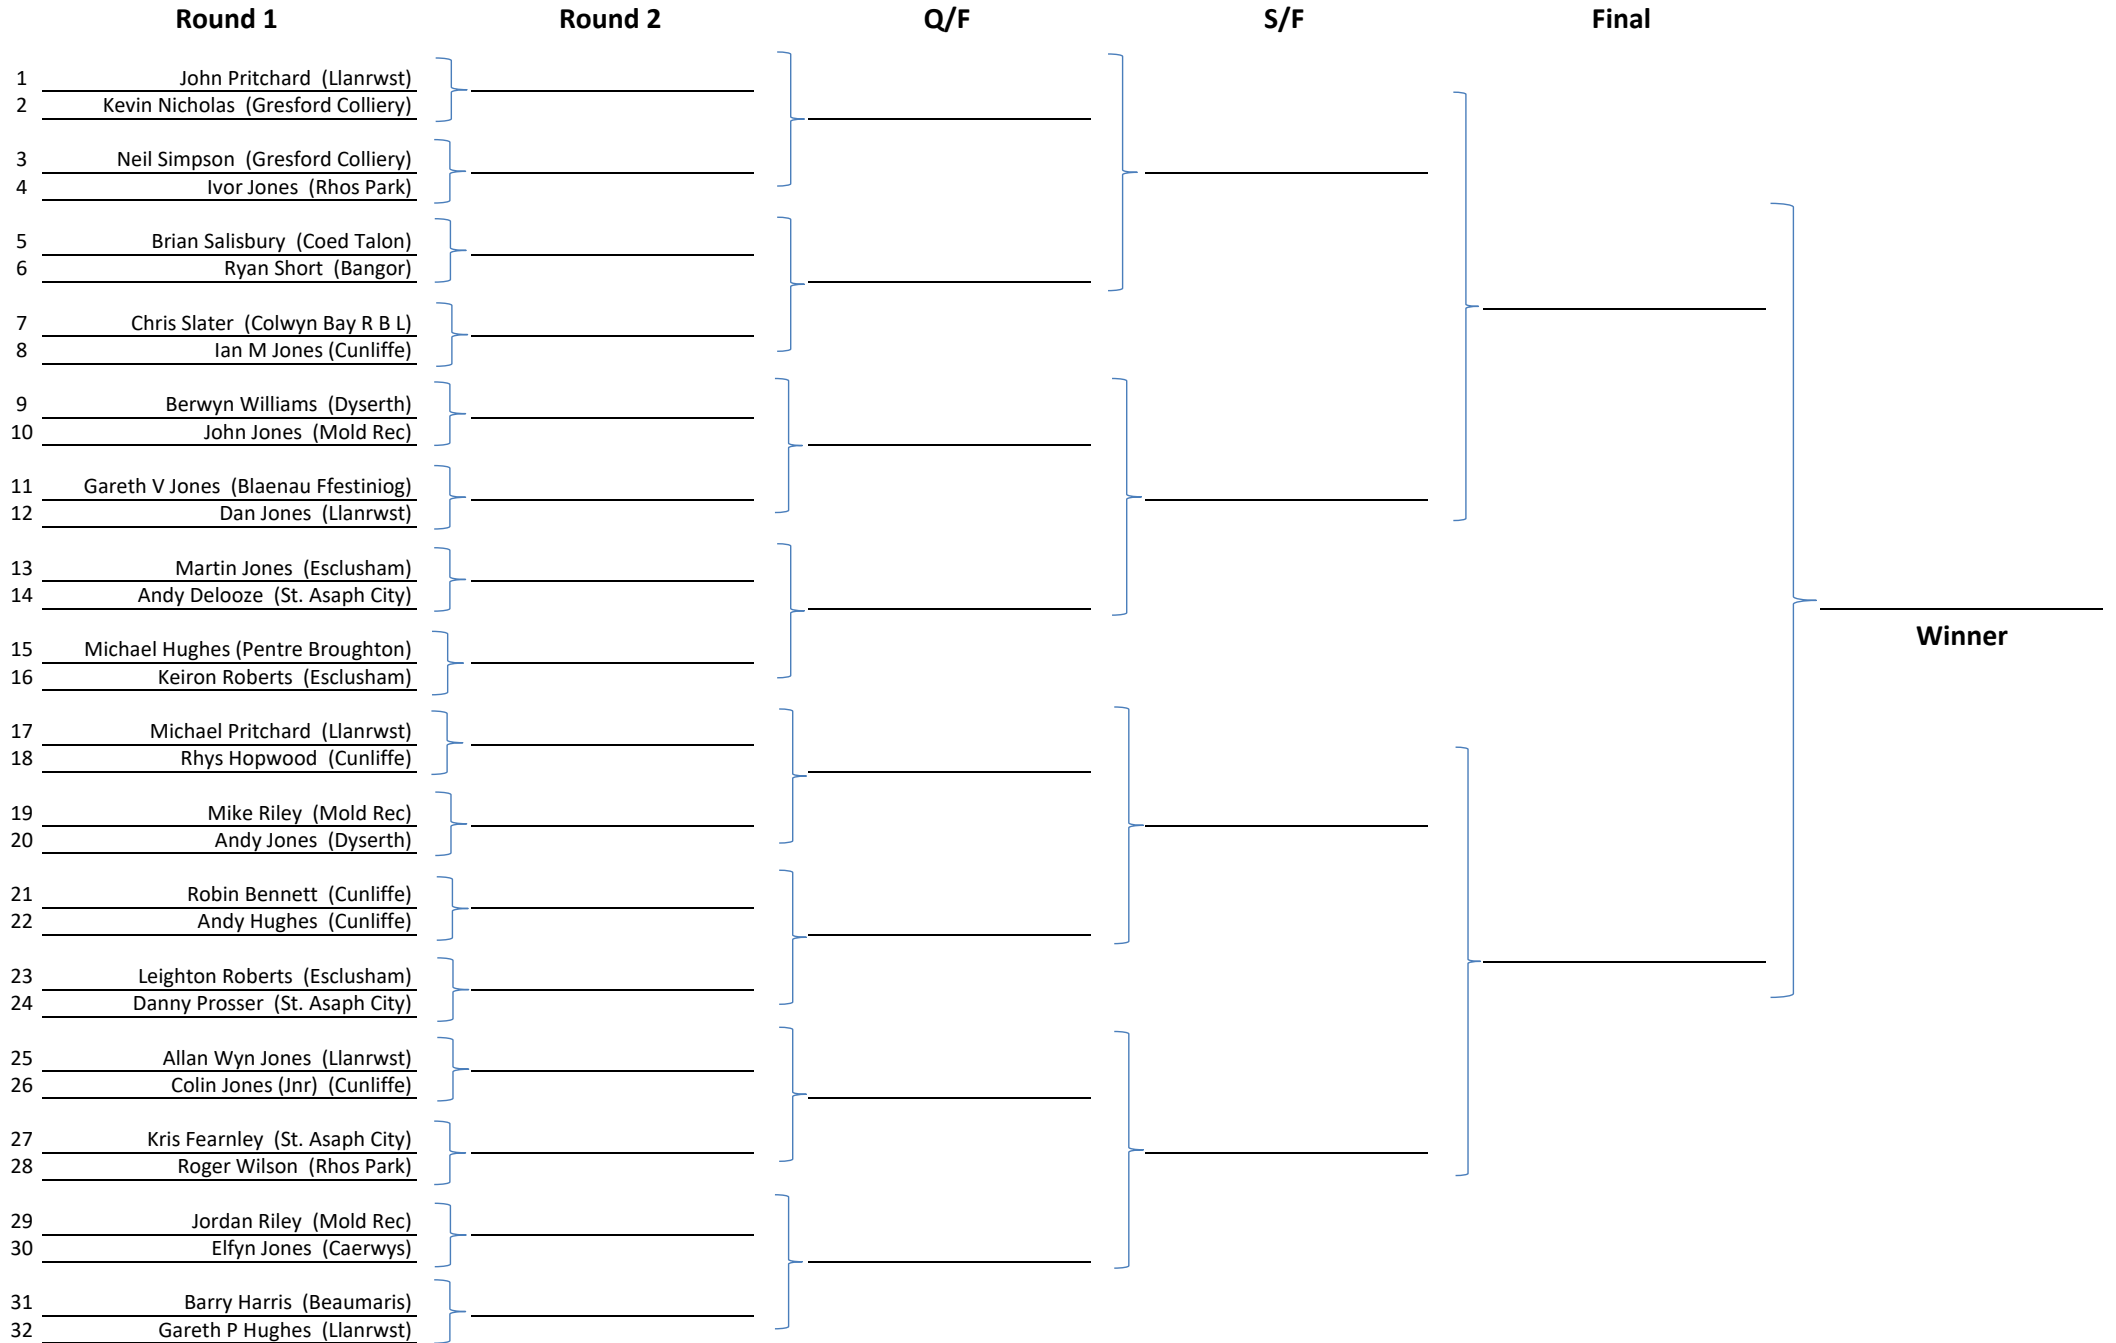 Round 1 Round 2 Q/F S/F Final
1 John Pritchard (Llanrwst)
2 Kevin Nicholas (Gresford Colliery)
3 Neil Simpson (Gresford Colliery)
4 Ivor Jones (Rhos Park)
5 Brian Salisbury (Coed Talon)
6 Ryan Short (Bangor)
7 Chris Slater (Colwyn Bay R B L)
8 Ian M Jones (Cunliffe)
9 Berwyn Williams (Dyserth)
10 John Jones (Mold Rec)
11 Gareth V Jones (Blaenau Ffestiniog)
12 Dan Jones (Llanrwst)
13 Martin Jones (Esclusham)
14 Andy Delooze (St. Asaph City)
15 Michael Hughes (Pentre Broughton)
16 Keiron Roberts (Esclusham)
17 Michael Pritchard (Llanrwst)
18 Rhys Hopwood (Cunliffe)
19 Mike Riley (Mold Rec)
20 Andy Jones (Dyserth)
21 Robin Bennett (Cunliffe)
22 Andy Hughes (Cunliffe)
23 Leighton Roberts (Esclusham)
24 Danny Prosser (St. Asaph City)
25 Allan Wyn Jones (Llanrwst)
26 Colin Jones (Jnr) (Cunliffe)
27 Kris Fearnley (St. Asaph City)
28 Roger Wilson (Rhos Park)
29 Jordan Riley (Mold Rec)
30 Elfyn Jones (Caerwys)
31 Barry Harris (Beaumaris)
32 Gareth P Hughes (Llanrwst)
Winner